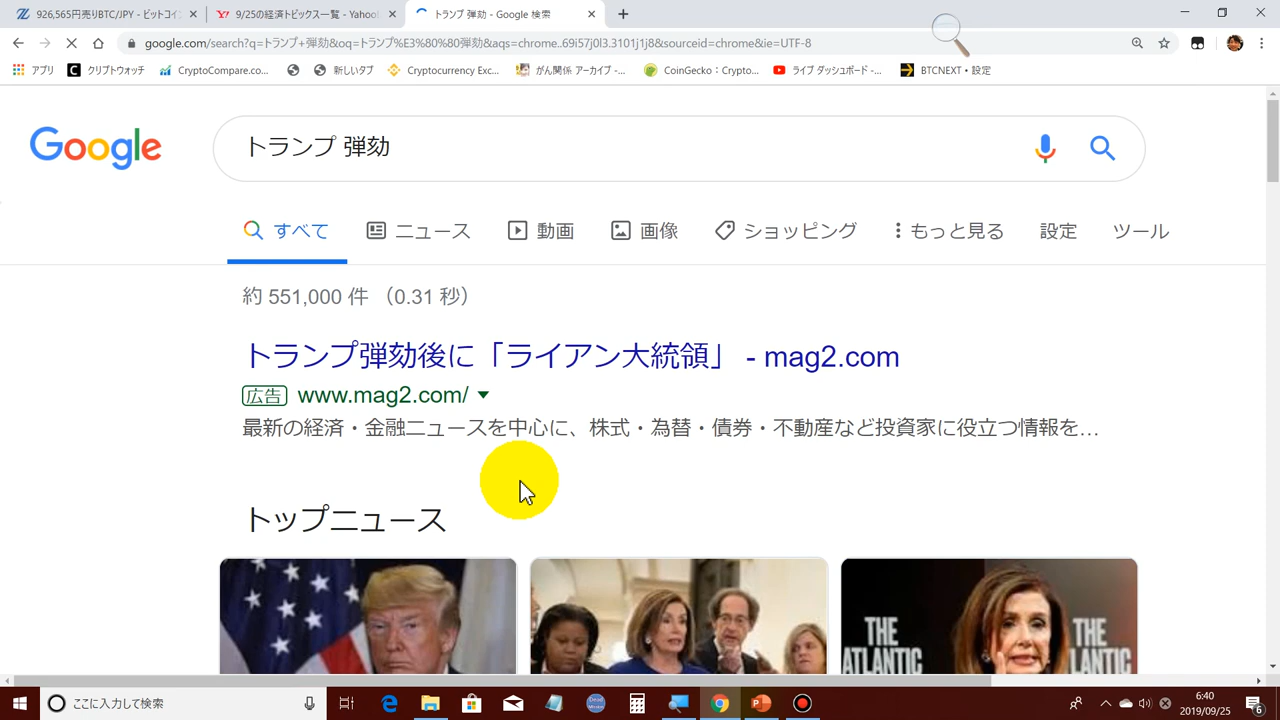 926,565円売りBTC/JPY - ビットコイン
9/25の経済トピックス一覧 - Yahoo!
トランプ 弾劾 - Google 検索
google.com/search?q=トランプ+弾劾&oq=トランプ%E3%80%80弾劾&aqs=chrome..69i57j0l3.3101j1j8&sourceid=chrome&ie=UTF-8
アプリ
クリプトウォッチ
CryptoCompare.co...
新しいタブ
Cryptocurrency Exc...
がん関係 アーカイブ -...
CoinGecko：Crypto...
ライブ ダッシュボード -...
BTCNEXT・設定
Google
トランプ 弾劾
すべて
ニュース
動画
画像
ショッピング
もっと見る
設定
ツール
約 551,000 件 （0.31 秒）
トランプ弾劾後に「ライアン大統領」 - mag2.com
広告 www.mag2.com/
最新の経済・金融ニュースを中心に、株式・為替・債券・不動産など投資家に役立つ情報を...
トップニュース
THE
ATLANTIC
THE
ATLANTIC
ここに入力して検索
6:40
2019/09/25
6